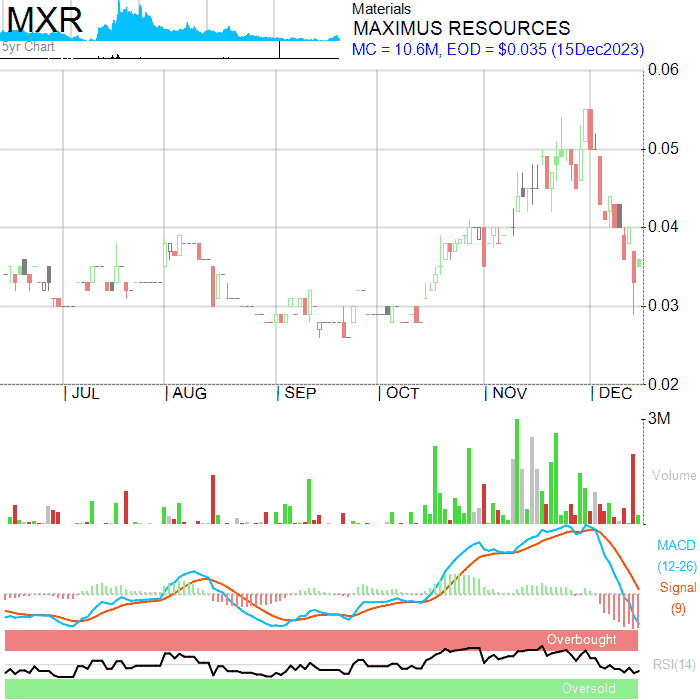 MXR
5yr Chart
Materials
MAXIMUS RESOURCES
MC = 10.6M, EOD = $0.035 (15Dec2023)
0.06
0.05
0.04
0.03
0.02
JUL AUG SEP OCT NOV DEC
3M
Volume
MACD
(12-26)
Signal
(9)
Overbought
RSI(14)
Oversold